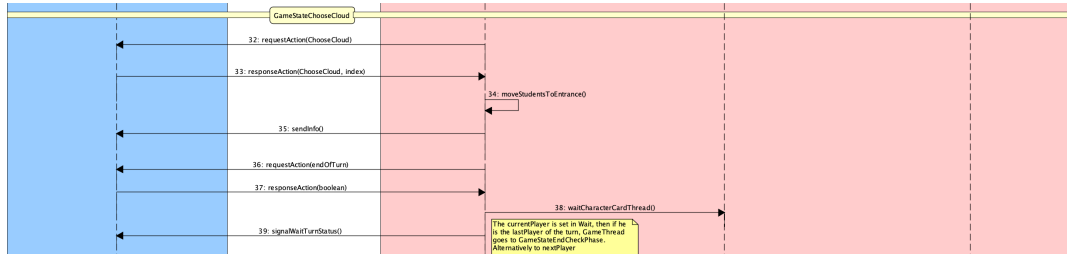 GameStateChooseCloud
32: requestAction(ChooseCloud)
33: responseAction(ChooseCloud, index)
34: moveStudentsToEntrance()
35: sendInfo()
36: requestAction(endOfTurn)
37: responseAction(boolean)
38: waitCharacterCardThread()
39: signalWaitTurnStatus()
The currentPlayer is set in Wait, then if he
is the lastPlayer of the turn, GameThread
goes to GameStateEndCheckPhase.
Alternatively to nextPlayer